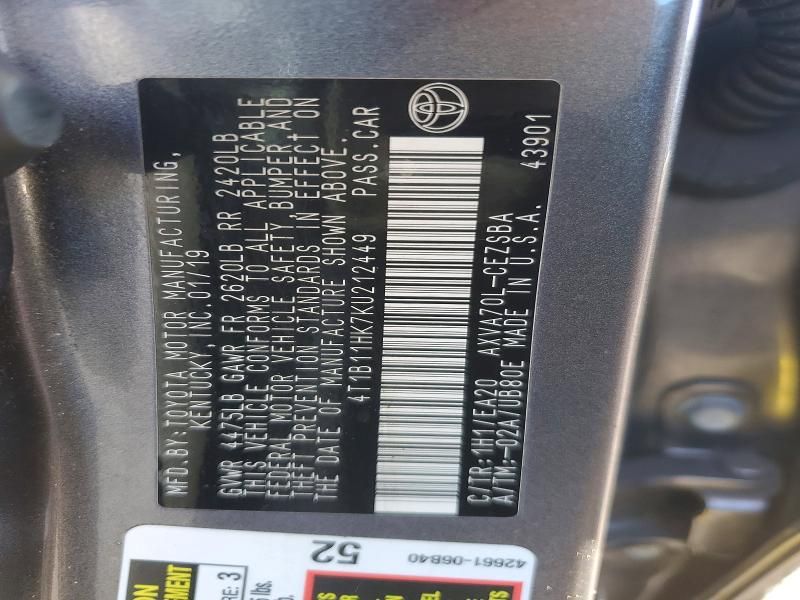 MFD.BY:TOYOTA MOTOR MANUFACTURING,
KENTUCKY, INC. 01/19
GVWR 4475LB GAWR FR 2620LB RR 2420LB
THIS VEHICLE CONFORMS TO ALL APPLICABLE
FEDERAL MOTOR VEHICLE SAFETY, BUMPER AND
THEFT PREVENTION STANDARDS IN EFFECT ON
THE DATE OF MANUFACTURE SHOWN ABOVE.
4T1B11HK7KU212449 PASS.CAR
C/TR:1H1/EA20 AXVA70L-CEZSBA
A/TM:-02A/UB80E MADE IN U.S.A. 43901
52
42661-06B40
3
lbs.